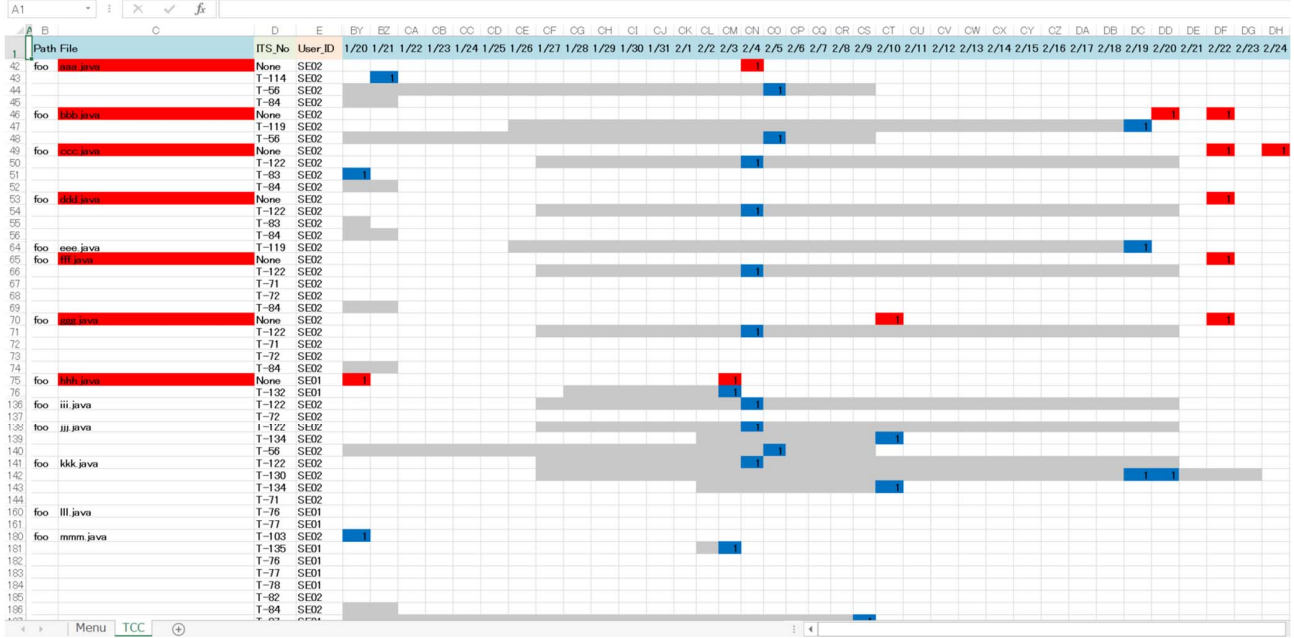 A1 fx
A B C D E BY BZ CA CB CC CD CE CF CG CH CI CJ CK CL CM CN CO CP CQ CR CS CT CU CV CW CX CY CZ DA DB DC DD DE DF DG DH
1 Path File ITS_No User_ID 1/20 1/21 1/22 1/23 1/24 1/25 1/26 1/27 1/28 1/29 1/30 1/31 2/1 2/2 2/3 2/4 2/5 2/6 2/7 2/8 2/9 2/10 2/11 2/12 2/13 2/14 2/15 2/16 2/17 2/18 2/19 2/20 2/21 2/22 2/23 2/24
42 foo aaa.java None SE02 1
43 T-114 SE02 1
44 T-56 SE02 1
45 T-84 SE02
46 foo bbb.java None SE02 1 1
47 T-119 SE02 1
48 T-56 SE02 1
49 foo ccc.java None SE02 1 1
50 T-122 SE02 1
51 T-83 SE02 1
52 T-84 SE02
53 foo ddd.java None SE02 1
54 T-122 SE02 1
55 T-83 SE02
56 T-84 SE02
64 foo eee.java T-119 SE02 1
65 foo fff.java None SE02 1
66 T-122 SE02 1
67 T-71 SE02
68 T-72 SE02
69 T-84 SE02
70 foo ggg.java None SE02 1 1
71 T-122 SE02 1
72 T-71 SE02
73 T-72 SE02
74 T-84 SE02
75 foo hhh.java None SE01 1 1
76 T-132 SE01 1
136 foo iii.java T-122 SE02 1
137 T-72 SE02
138 foo jjj.java T-122 SE02 1
139 T-134 SE02 1
140 T-56 SE02 1
141 foo kkk.java T-122 SE02 1
142 T-130 SE02 1 1
143 T-134 SE02 1
144 T-71 SE02
160 foo lll.java T-76 SE01
161 T-77 SE01
180 foo mmm.java T-103 SE02 1
181 T-135 SE01 1
182 T-76 SE01
183 T-77 SE01
184 T-78 SE01
185 T-82 SE02
186 T-84 SE02
Menu TCC